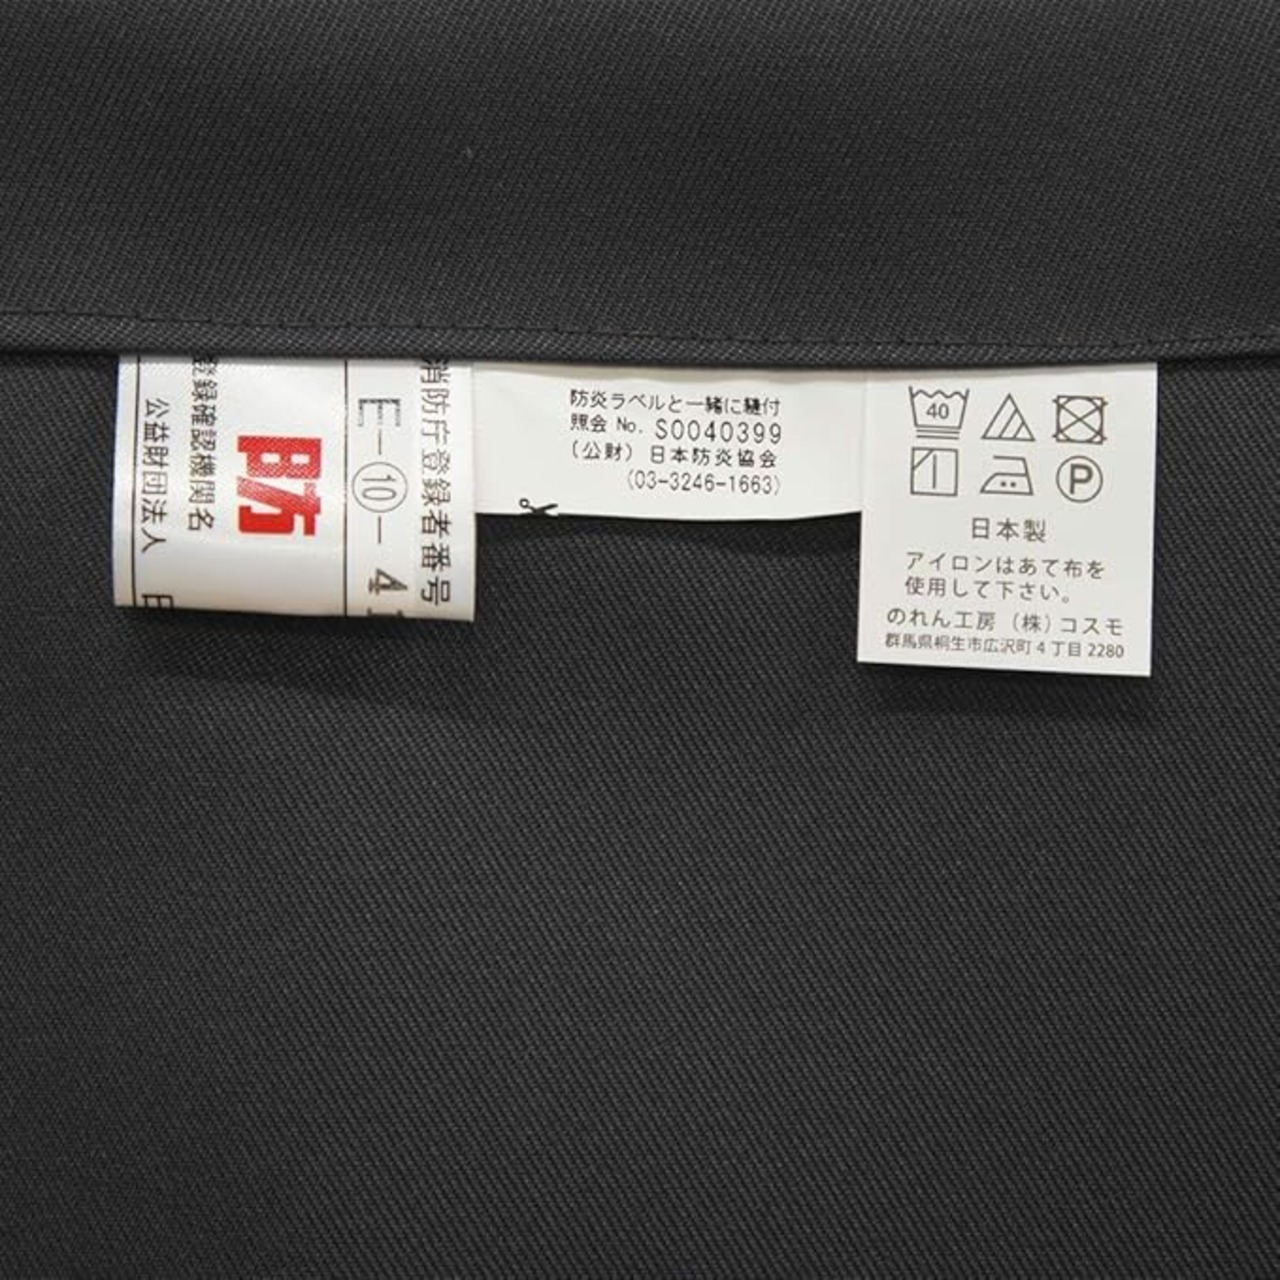 消防庁登録者番号
E-⑩-4
防
登録確認機関名
公益財団法人
防炎ラベルと一緒に縫付
照会 No. S0040399
(公財) 日本防炎協会
(03-3246-1663)
40
P
日本製
アイロンはあて布を
使用して下さい。
のれん工房 (株) コスモ
群馬県桐生市広沢町 4 丁目 2280